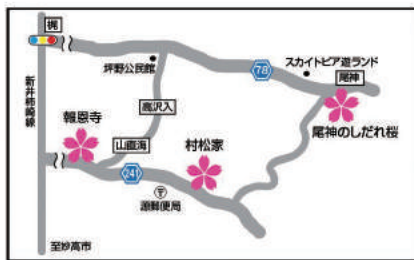 梶
坪野公民館
78
スカイトピア遊ランド
尾神
新井柿崎線
高沢入
報恩寺
山直海
村松家
尾神のしだれ桜
241
源郵便局
至妙高市